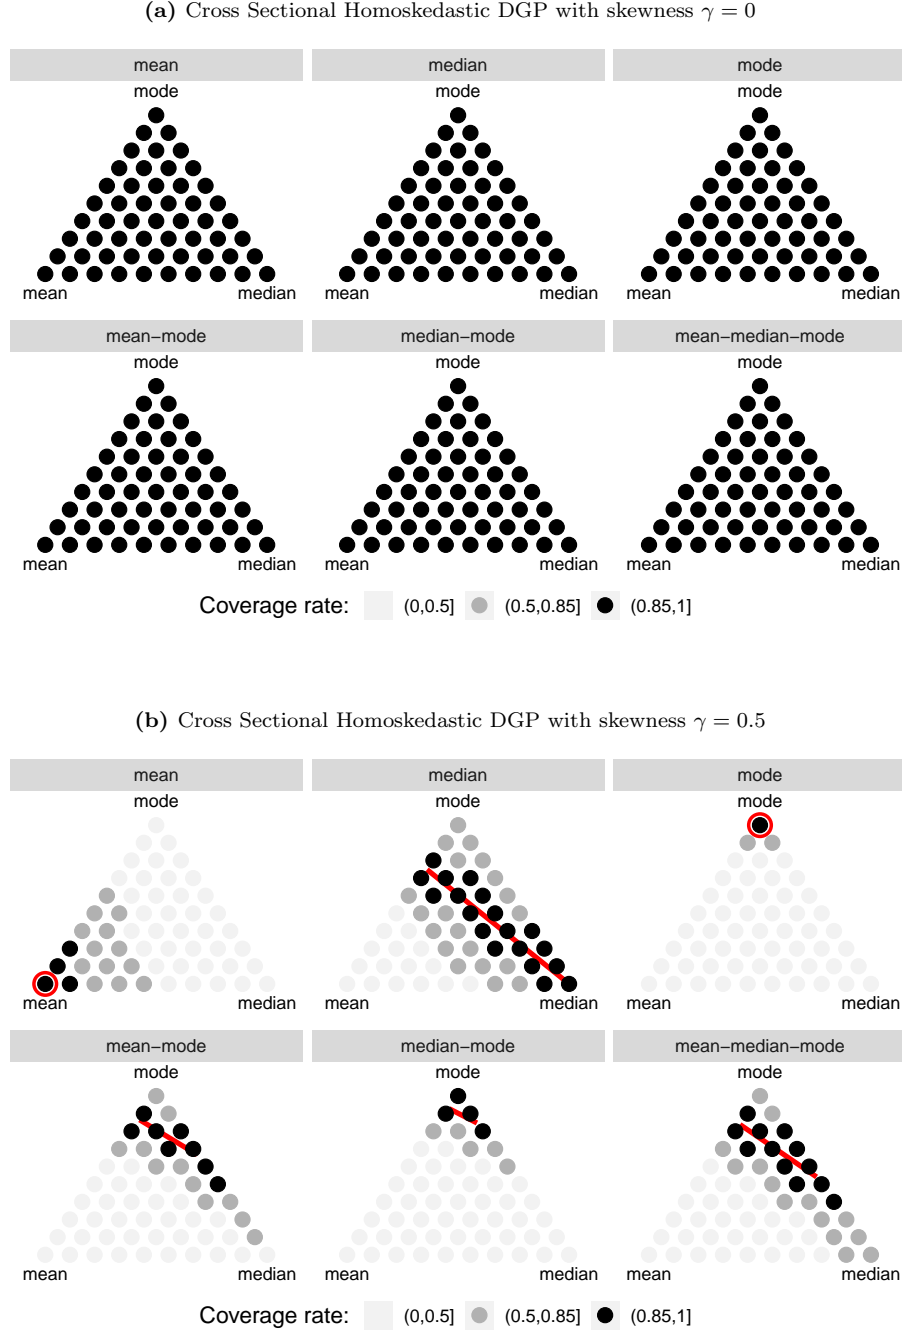 (a) Cross Sectional Homoskedastic DGP with skewness γ = 0
mean median mode
mode mode mode
mean median mean median mean median
mean−mode median−mode mean−median−mode
mode mode mode
mean median mean median mean median
Coverage rate: (0,0.5] (0.5,0.85] (0.85,1]
(b) Cross Sectional Homoskedastic DGP with skewness γ = 0.5
mean median mode
mode mode mode
mean median mean median mean median
mean−mode median−mode mean−median−mode
mode mode mode
mean median mean median mean median
Coverage rate: (0,0.5] (0.5,0.85] (0.85,1]